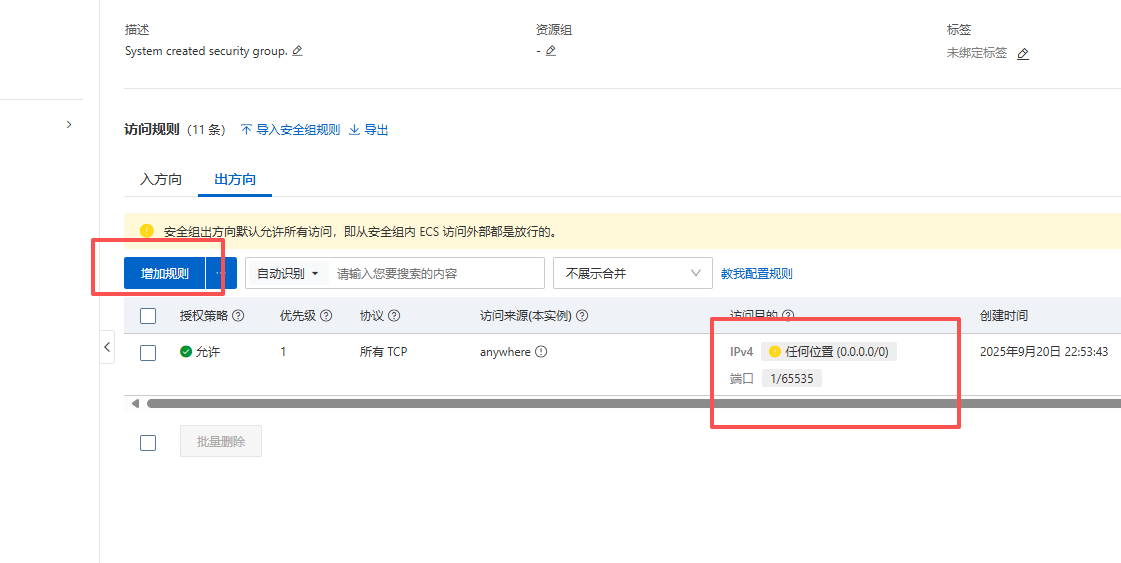 描述 资源组 标签
System created security group. - 未绑定标签
访问规则 (11 条) 导入安全组规则 导出
入方向 出方向
安全组出方向默认允许所有访问，即从安全组内 ECS 访问外部都是放行的。
增加规则 自动识别 请输入您要搜索的内容 不展示合并 教我配置规则
授权策略 优先级 协议 访问来源(本实例) 访问目的 创建时间
允许 1 所有 TCP anywhere IPv4 任何位置 (0.0.0.0/0) 2025年9月20日 22:53:43
端口 1/65535
批量删除